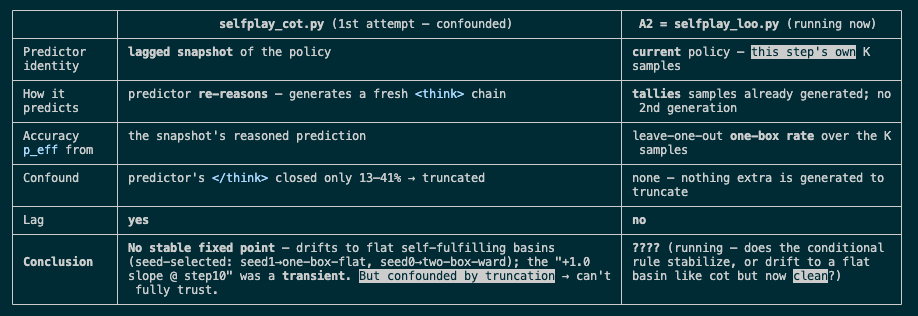 selfplay_cot.py (1st attempt — confounded)
A2 = selfplay_loo.py (running now)
Predictor
identity
lagged snapshot of the policy
current policy — this step's own K
samples
How it
predicts
predictor re-reasons — generates a fresh <think> chain
tallies samples already generated; no
2nd generation
Accuracy
p_eff from
the snapshot's reasoned prediction
leave-one-out one-box rate over the K
samples
Confound
predictor's </think> closed only 13–41% → truncated
none — nothing extra is generated to
truncate
Lag
yes
no
Conclusion
No stable fixed point — drifts to flat self-fulfilling basins
(seed-selected: seed1→one-box-flat, seed0→two-box-ward); the "+1.0
slope @ step10" was a transient. But confounded by truncation → can't
fully trust.
???? (running — does the conditional
rule stabilize, or drift to a flat
basin like cot but now clean?)